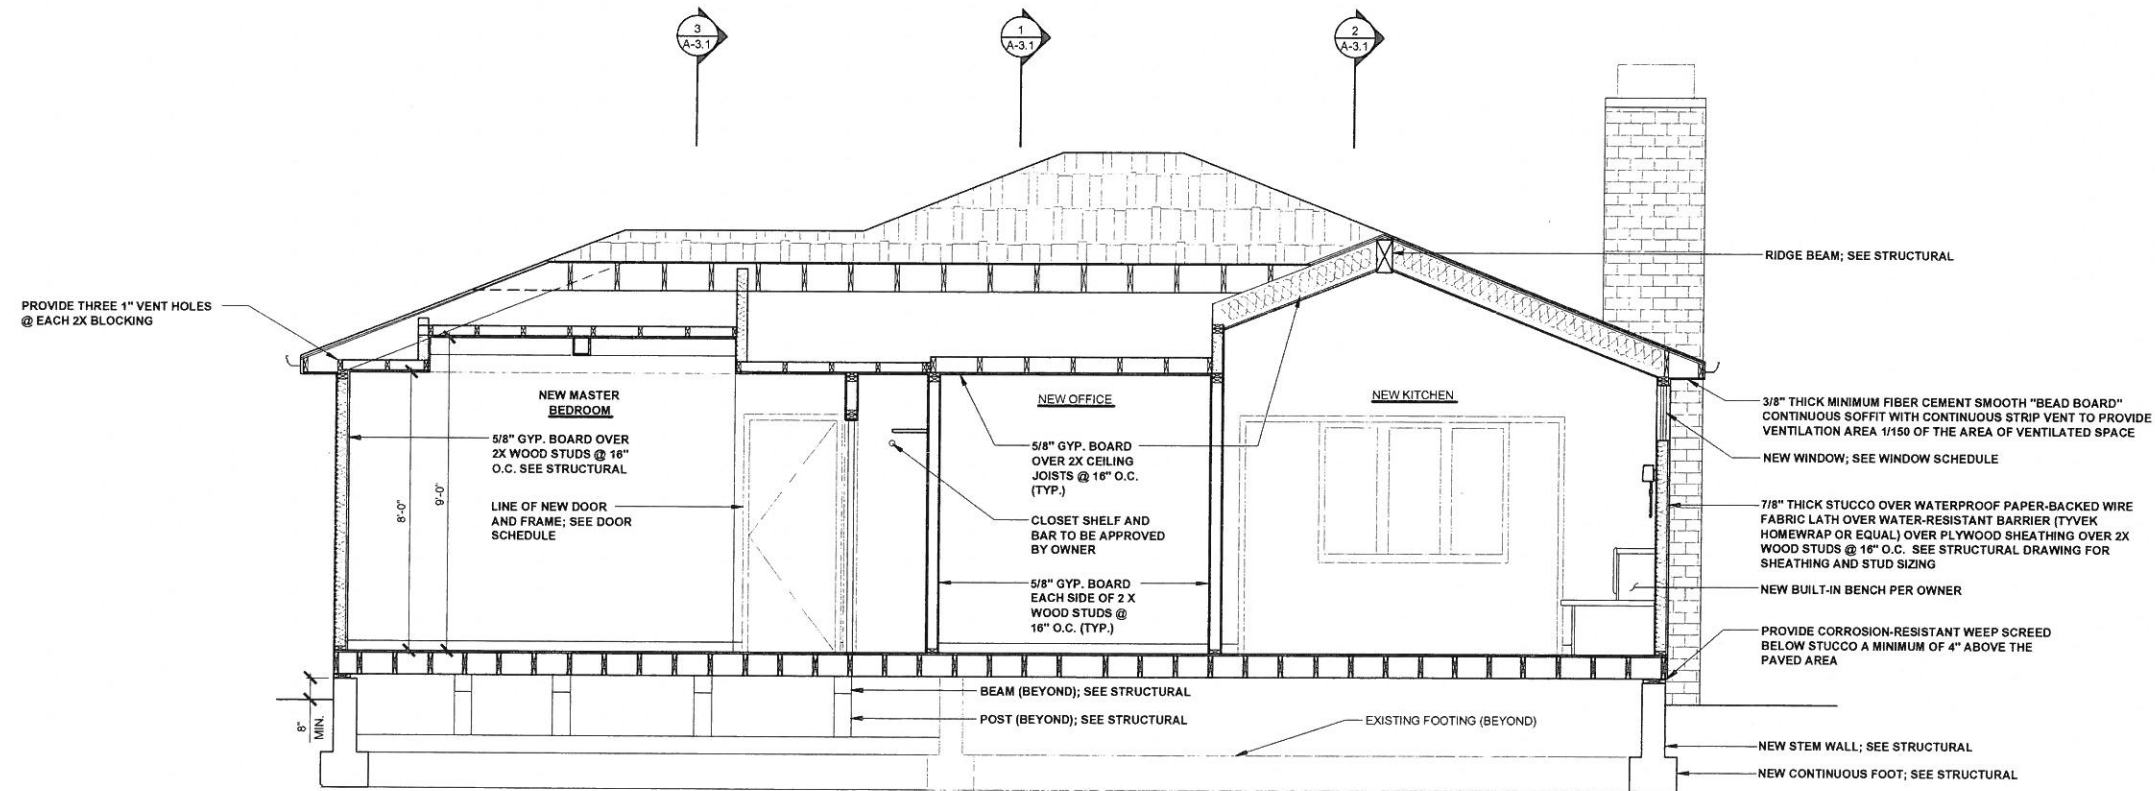 3
A-3.1
1
A-3.1
2
A-3.1
RIDGE BEAM; SEE STRUCTURAL
PROVIDE THREE 1" VENT HOLES
@ EACH 2X BLOCKING
NEW MASTER
BEDROOM
NEW OFFICE
NEW KITCHEN
5/8" GYP. BOARD OVER
2X WOOD STUDS @ 16"
O.C. SEE STRUCTURAL
8'-0"
9'-0"
LINE OF NEW DOOR
AND FRAME; SEE DOOR
SCHEDULE
5/8" GYP. BOARD
OVER 2X CEILING
JOISTS @ 16" O.C.
(TYP.)
CLOSET SHELF AND
BAR TO BE APPROVED
BY OWNER
5/8" GYP. BOARD
EACH SIDE OF 2 X
WOOD STUDS @
16" O.C. (TYP.)
3/8" THICK MINIMUM FIBER CEMENT SMOOTH "BEAD BOARD"
CONTINUOUS SOFFIT WITH CONTINUOUS STRIP VENT TO PROVIDE
VENTILATION AREA 1/150 OF THE AREA OF VENTILATED SPACE
NEW WINDOW; SEE WINDOW SCHEDULE
7/8" THICK STUCCO OVER WATERPROOF PAPER-BACKED WIRE
FABRIC LATH OVER WATER-RESISTANT BARRIER (TYVEK
HOMEWRAP OR EQUAL) OVER PLYWOOD SHEATHING OVER 2X
WOOD STUDS @ 16" O.C. SEE STRUCTURAL DRAWING FOR
SHEATHING AND STUD SIZING
NEW BUILT-IN BENCH PER OWNER
PROVIDE CORROSION-RESISTANT WEEP SCREED
BELOW STUCCO A MINIMUM OF 4" ABOVE THE
PAVED AREA
8"
MIN.
BEAM (BEYOND); SEE STRUCTURAL
POST (BEYOND); SEE STRUCTURAL
EXISTING FOOTING (BEYOND)
NEW STEM WALL; SEE STRUCTURAL
NEW CONTINUOUS FOOT; SEE STRUCTURAL